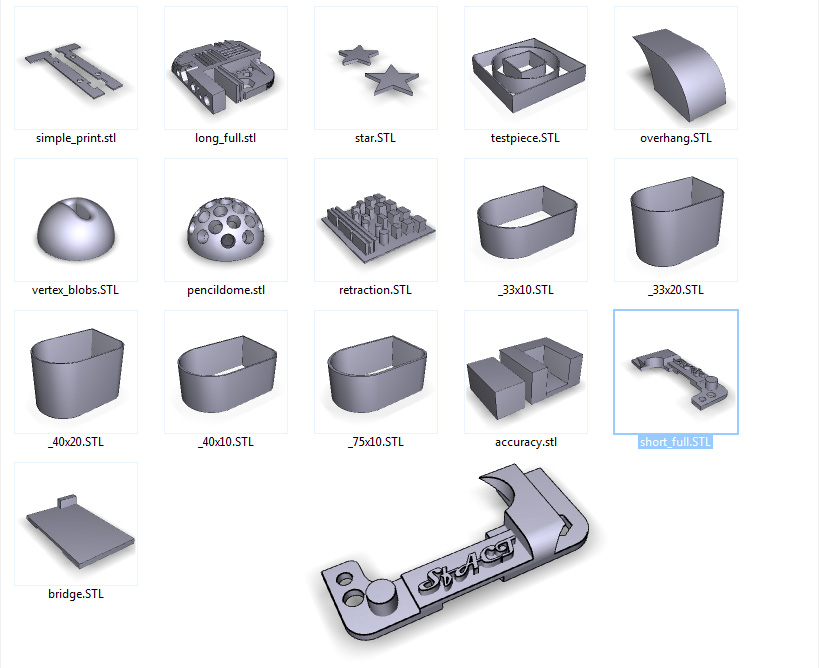 simple_print.stl
long_full.stl
star.STL
testpiece.STL
overhang.STL
vertex_blobs.STL
pencildome.stl
retraction.STL
_33x10.STL
_33x20.STL
_40x20.STL
_40x10.STL
_75x10.STL
accuracy.stl
short_full.STL
bridge.STL
StACT